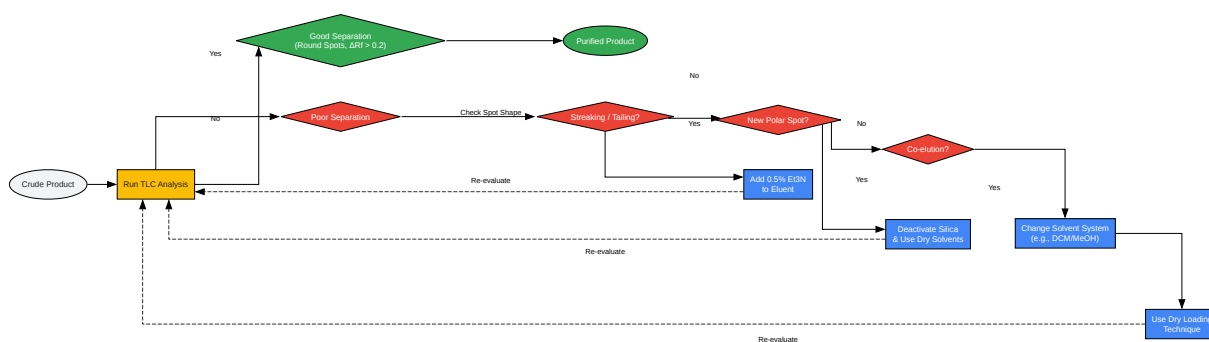 Good Separation
(Round Spots, ΔRf > 0.2)
Purified Product
Yes
No
No
Poor Separation
Check Spot Shape
Streaking / Tailing?
Yes
New Polar Spot?
No
Co-elution?
Crude Product
Run TLC Analysis
Re-evaluate
Add 0.5% Et3N
to Eluent
Yes
Yes
Deactivate Silica
& Use Dry Solvents
Change Solvent System
(e.g., DCM/MeOH)
Re-evaluate
Use Dry Loading
Technique
Re-evaluate